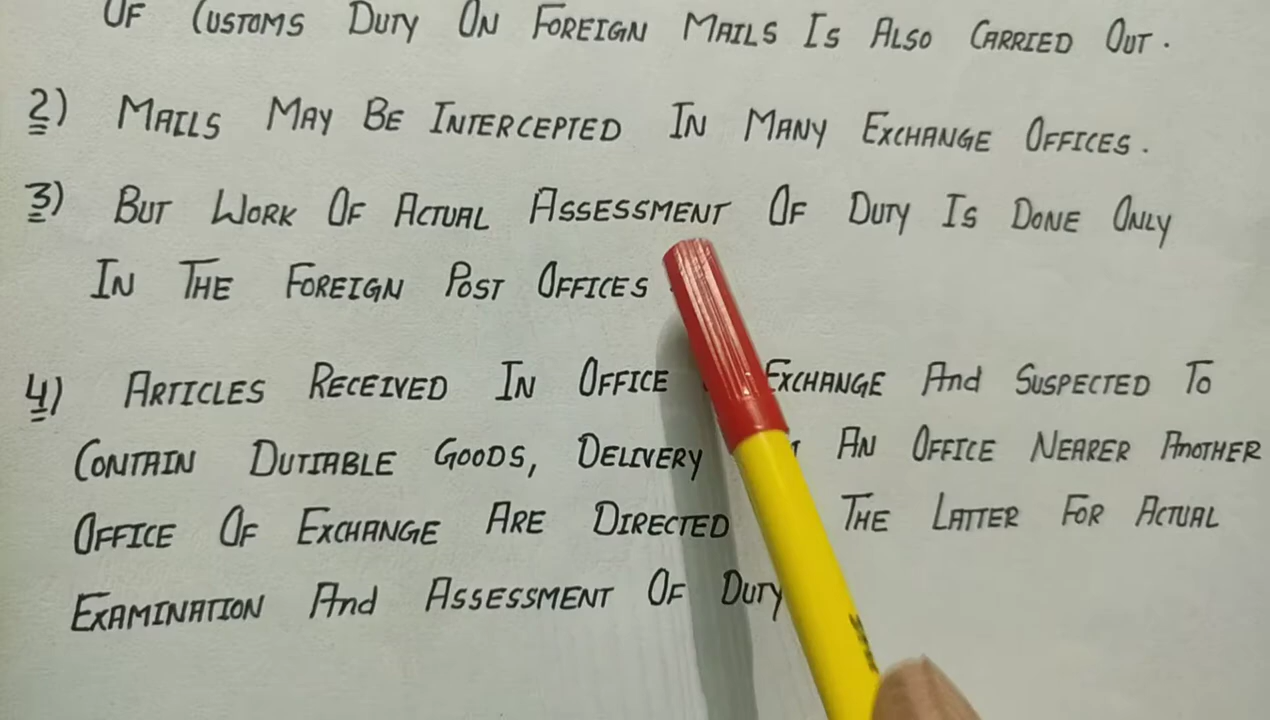 OF CUSTOMS DUTY ON FOREIGN MAILS IS ALSO CARRIED OUT.
2) MAILS MAY BE INTERCEPTED IN MANY EXCHANGE OFFICES.
3) BUT WORK OF ACTUAL ASSESSMENT OF DUTY IS DONE ONLY
IN THE FOREIGN POST OFFICES
4) ARTICLES RECEIVED IN OFFICE EXCHANGE And SUSPECTED TO
CONTAIN DUTIABLE GOODS, DELIVERY AN OFFICE NEARER ANOTHER
OFFICE OF EXCHANGE ARE DIRECTED THE LATTER FOR ACTUAL
EXAMINATION And ASSESSMENT OF DUTY